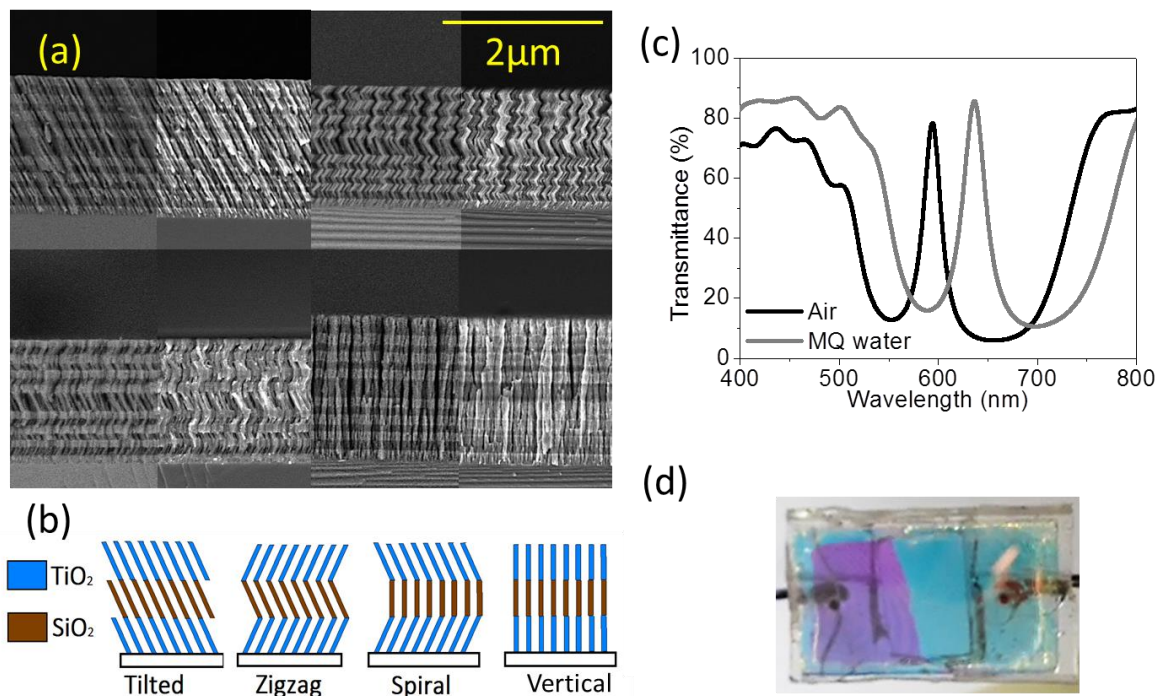 (a)
2μm
(b)
TiO₂
SiO₂
Tilted
Zigzag
Spiral
Vertical
(c)
Transmittance (%)
100
80
60
40
20
0
Air
MQ water
400
500
600
700
800
Wavelength (nm)
(d)